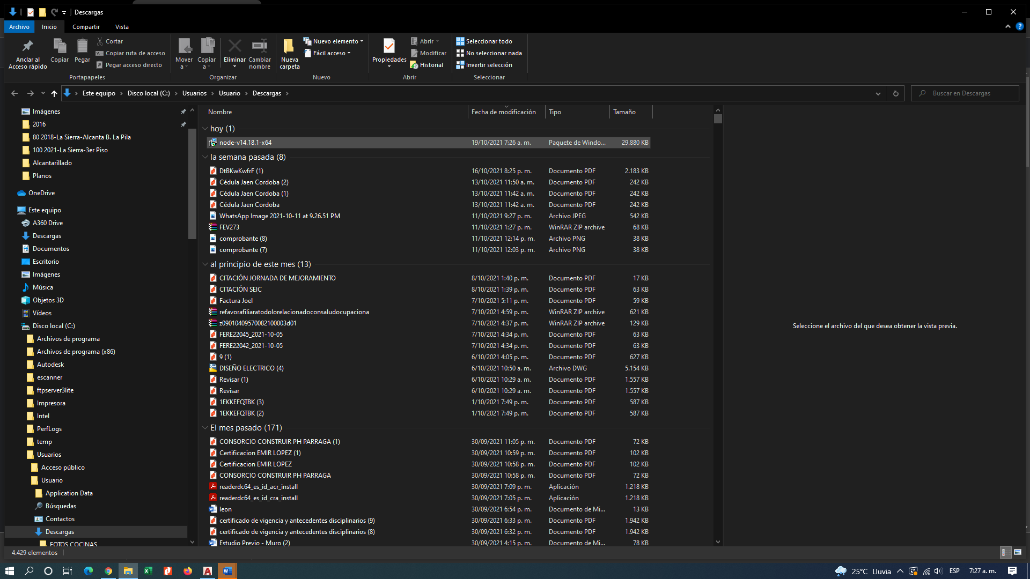 Descargas
Archivo Inicio Compartir Vista
Anclar al Acceso rápido
Copiar
Pegar
Cortar
Copiar ruta de acceso
Pegar acceso directo
Portapapeles
Mover a
Copiar a
Eliminar
Cambiar nombre
Organizar
Nueva carpeta
Nuevo elemento
Fácil acceso
Nuevo
Propiedades
Abrir
Modificar
Historial
Abrir
Seleccionar todo
No seleccionar nada
Invertir selección
Seleccionar
Este equipo > Disco local (C:) > Usuarios > Usuario > Descargas >
Buscar en Descargas
Imágenes
2016
80 2018-La Sierra-Alcanta B. La Pila
100 2021-La Sierra-3er Piso
Alcantarillado
Planos
OneDrive
Este equipo
A360 Drive
Descargas
Documentos
Escritorio
Imágenes
Música
Objetos 3D
Vídeos
Disco local (C:)
Archivos de programa
Archivos de programa (x86)
Autodesk
escanner
ftpserver3lite
Impresora
Intel
PerfLogs
temp
Usuarios
Acceso público
Usuario
Application Data
Búsquedas
Contactos
Descargas
FOTOS COCINAS
Nombre Fecha de modificación Tipo Tamaño
hoy (1)
node-v14.18.1-x64 19/10/2021 7:26 a. m. Paquete de Windo... 29.880 KB
la semana pasada (8)
DtBKwKwfrF (1) 16/10/2021 8:25 p. m. Documento PDF 2.183 KB
Cédula Jaen Cordoba (2) 13/10/2021 11:50 a. m. Documento PDF 242 KB
Cédula Jaen Cordoba (1) 13/10/2021 11:42 a. m. Documento PDF 242 KB
Cédula Jaen Cordoba 13/10/2021 11:42 a. m. Documento PDF 242 KB
WhatsApp Image 2021-10-11 at 9.26.51 PM 11/10/2021 9:27 p. m. Archivo JPEG 542 KB
FEV273 11/10/2021 1:27 p. m. WinRAR ZIP archive 63 KB
comprobante (8) 11/10/2021 12:14 p. m. Archivo PNG 38 KB
comprobante (7) 11/10/2021 12:03 p. m. Archivo PNG 38 KB
al principio de este mes (13)
CITACIÓN JORNADA DE MEJORAMIENTO 8/10/2021 1:40 p. m. Documento PDF 17 KB
CITACIÓN SEJC 8/10/2021 1:39 p. m. Documento PDF 63 KB
Factura Joel 7/10/2021 5:11 p. m. Documento PDF 59 KB
refavorafiliaratodolorelacionadoconsaludocupaciona 7/10/2021 4:59 p. m. WinRAR ZIP archive 621 KB
z09010409570002100003d01 7/10/2021 4:37 p. m. WinRAR ZIP archive 129 KB
FERE22045_2021-10-05 7/10/2021 4:34 p. m. Documento PDF 63 KB
FERE22042_2021-10-05 7/10/2021 4:34 p. m. Documento PDF 63 KB
9 (1) 6/10/2021 4:05 p. m. Documento PDF 627 KB
DISEÑO ELECTRICO (4) 6/10/2021 10:50 a. m. Archivo DWG 5.154 KB
Revisar (1) 6/10/2021 10:29 a. m. Documento PDF 1.557 KB
Revisar 6/10/2021 10:29 a. m. Documento PDF 1.557 KB
1EKKEFQTBK (3) 1/10/2021 7:49 p. m. Documento PDF 587 KB
1EKKEFQTBK (2) 1/10/2021 7:49 p. m. Documento PDF 587 KB
El mes pasado (171)
CONSORCIO CONSTRUIR PH PARRAGA (1) 30/09/2021 11:05 p. m. Documento PDF 72 KB
Certificacion EMIR LOPEZ (1) 30/09/2021 10:59 p. m. Documento PDF 102 KB
Certificacion EMIR LOPEZ 30/09/2021 10:58 p. m. Documento PDF 102 KB
CONSORCIO CONSTRUIR PH PARRAGA 30/09/2021 10:58 p. m. Documento PDF 72 KB
readerdc64_es_id_acr_install 30/09/2021 7:09 p. m. Aplicación 1.218 KB
readerdc64_es_id_cra_install 30/09/2021 7:05 p. m. Aplicación 1.218 KB
leon 30/09/2021 6:54 p. m. Documento de Mi... 13 KB
certificado de vigencia y antecedentes disciplinarios (9) 30/09/2021 6:33 p. m. Documento PDF 1.942 KB
certificado de vigencia y antecedentes disciplinarios (8) 30/09/2021 6:32 p. m. Documento PDF 1.942 KB
Estudio Previo - Muro (2) 30/09/2021 4:15 p. m. Documento de Mi... 78 KB
Seleccione el archivo del que desea obtener la vista previa.
4.429 elementos
25°C Lluvia ESP 7:27 a. m.